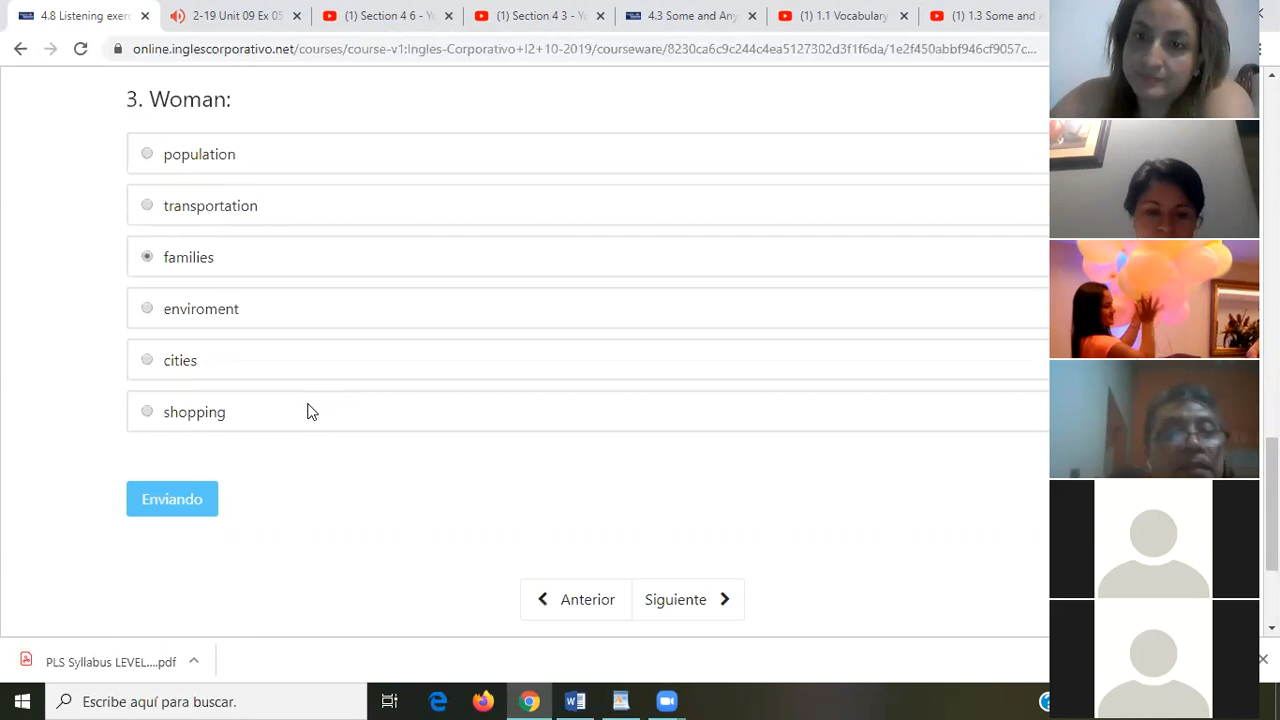 4.8 Listening exerc
2-19 Unit 09 Ex 05
(1) Section 4 6 - Yo
(1) Section 4 3 - Yo
4.3 Some and Any
(1) 1.1 Vocabulary
(1) 1.3 Some and A
online.inglescorporativo.net/courses/course-v1:Ingles-Corporativo+I2+10-2019/courseware/8230ca6c9c244c4ea5127302d3f1f6da/1e2f450abbf946cf9057c...
3. Woman:
population
transportation
families
enviroment
cities
shopping
Enviando
Anterior
Siguiente
PLS Syllabus LEVEL....pdf
Escribe aquí para buscar.